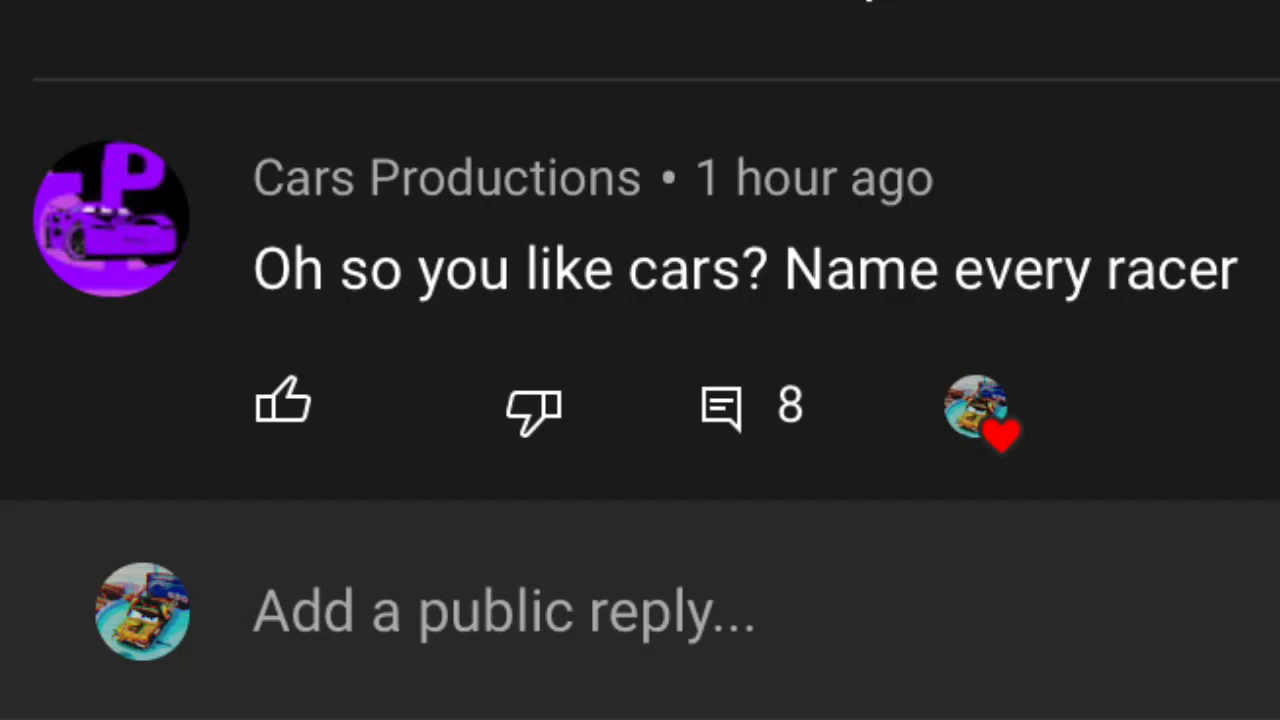 P
Cars Productions • 1 hour ago
Oh so you like cars? Name every racer
8
Add a public reply...